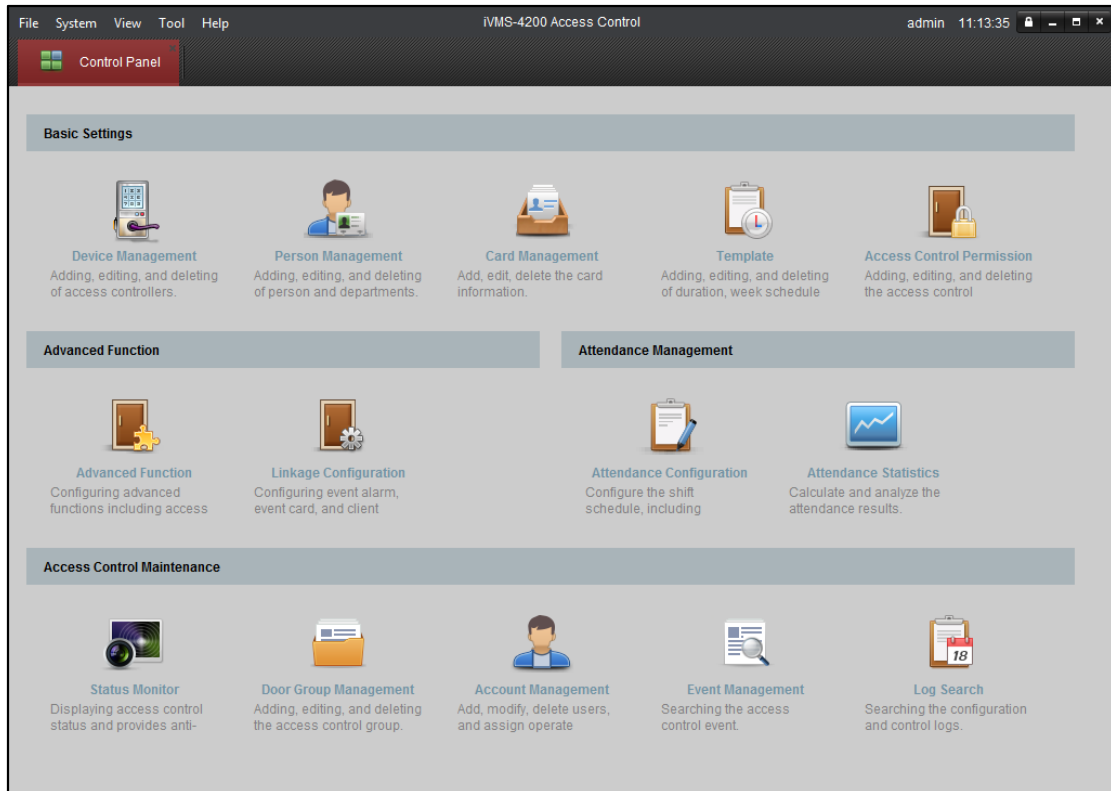 File System View Tool Help iVMS-4200 Access Control admin 11:13:35
Control Panel
Basic Settings
Device Management
Adding, editing, and deleting
of access controllers.
Person Management
Adding, editing, and deleting
of person and departments.
Card Management
Add, edit, delete the card
information.
Template
Adding, editing, and deleting
of duration, week schedule
Access Control Permission
Adding, editing, and deleting
the access control
Advanced Function
Advanced Function
Configuring advanced
functions including access
Linkage Configuration
Configuring event alarm,
event card, and client
Attendance Management
Attendance Configuration
Configure the shift
schedule, including
Attendance Statistics
Calculate and analyze the
attendance results.
Access Control Maintenance
Status Monitor
Displaying access control
status and provides anti-
Door Group Management
Adding, editing, and deleting
the access control group.
Account Management
Add, modify, delete users,
and assign operate
Event Management
Searching the access
control event.
18
Log Search
Searching the configuration
and control logs.